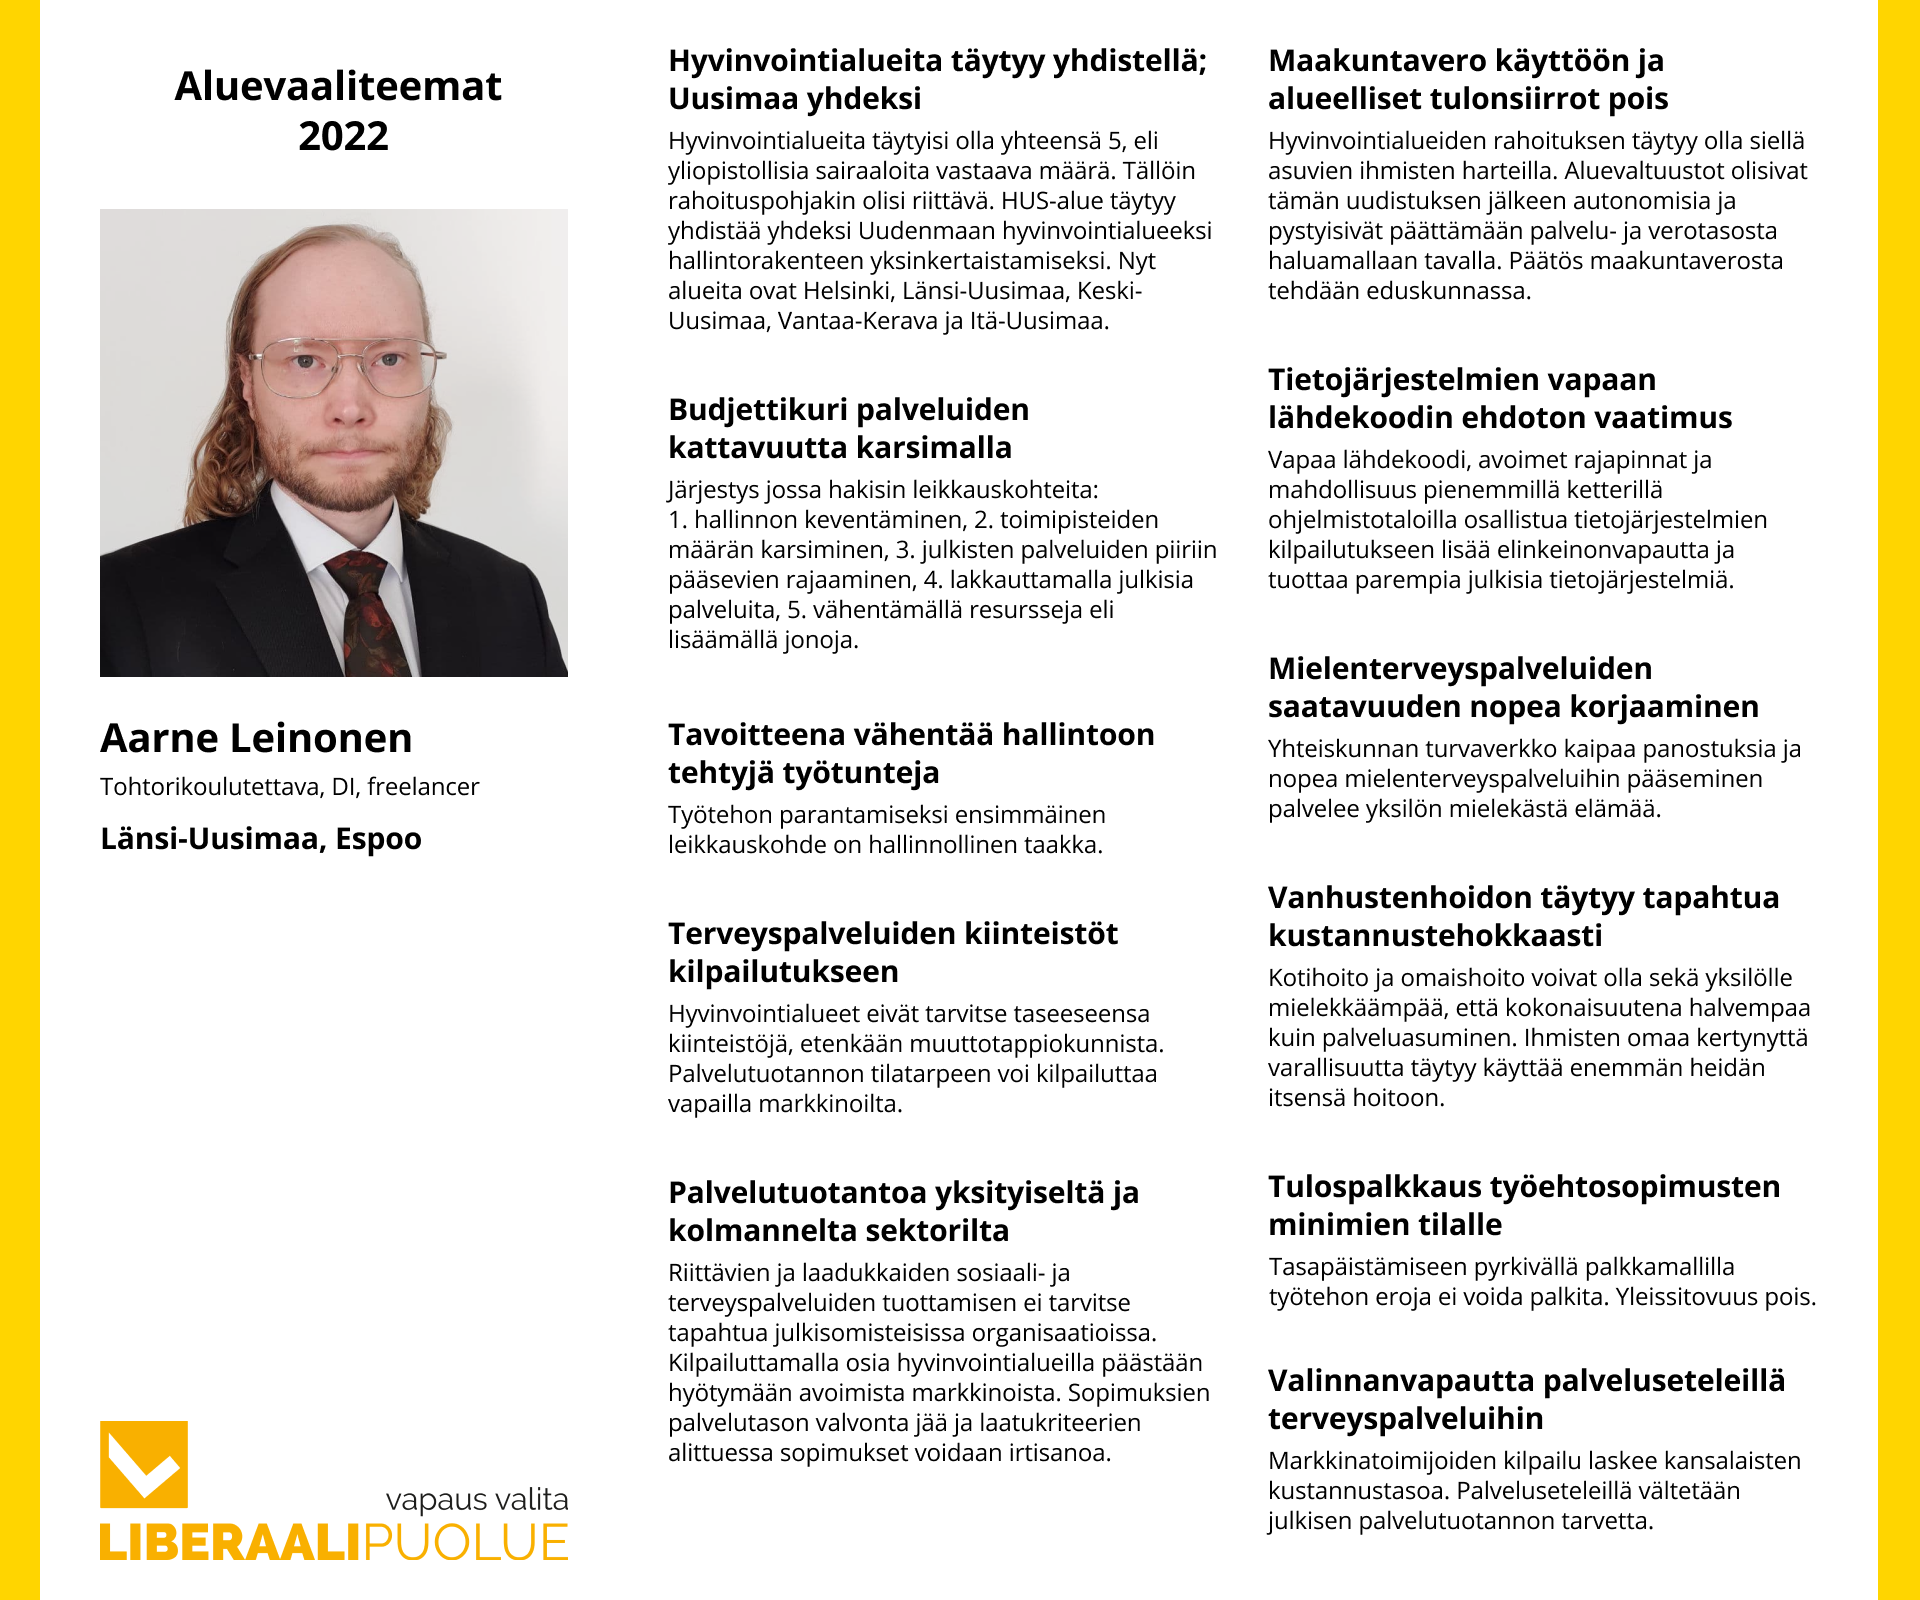 Aluevaaliteemat
2022
Aarne Leinonen
Tohtorikoulutettava, DI, freelancer
Länsi-Uusimaa, Espoo
vapaus valita
LIBERAALIPUOLUE
Hyvinvointialueita täytyy yhdistellä;
Uusimaa yhdeksi
Hyvinvointialueita täytyisi olla yhteensä 5, eli
yliopistollisia sairaaloita vastaava määrä. Tällöin
rahoituspohjakin olisi riittävä. HUS-alue täytyy
yhdistää yhdeksi Uudenmaan hyvinvointialueeksi
hallintorakenteen yksinkertaistamiseksi. Nyt
alueita ovat Helsinki, Länsi-Uusimaa, Keski-
Uusimaa, Vantaa-Kerava ja Itä-Uusimaa.
Budjettikuri palveluiden
kattavuutta karsimalla
Järjestys jossa hakisin leikkauskohteita:
1. hallinnon keventäminen, 2. toimipisteiden
määrän karsiminen, 3. julkisten palveluiden piiriin
pääsevien rajaaminen, 4. lakkauttamalla julkisia
palveluita, 5. vähentämällä resursseja eli
lisäämällä jonoja.
Tavoitteena vähentää hallintoon
tehtyjä työtunteja
Työtehon parantamiseksi ensimmäinen
leikkauskohde on hallinnollinen taakka.
Terveyspalveluiden kiinteistöt
kilpailutukseen
Hyvinvointialueet eivät tarvitse taseeseensa
kiinteistöjä, etenkään muuttotappiokunnista.
Palvelutuotannon tilatarpeen voi kilpailuttaa
vapailla markkinoilta.
Palvelutuotantoa yksityiseltä ja
kolmannelta sektorilta
Riittävien ja laadukkaiden sosiaali- ja
terveyspalveluiden tuottamisen ei tarvitse
tapahtua julkisomisteisissa organisaatioissa.
Kilpailuttamalla osia hyvinvointialueilla päästään
hyötymään avoimista markkinoista. Sopimuksien
palvelutason valvonta jää ja laatukriteerien
alittuessa sopimukset voidaan irtisanoa.
Maakuntavero käyttöön ja
alueelliset tulonsiirrot pois
Hyvinvointialueiden rahoituksen täytyy olla siellä
asuvien ihmisten harteilla. Aluevaltuustot olisivat
tämän uudistuksen jälkeen autonomisia ja
pystyisivät päättämään palvelu- ja verotasosta
haluamallaan tavalla. Päätös maakuntaverosta
tehdään eduskunnassa.
Tietojärjestelmien vapaan
lähdekoodin ehdoton vaatimus
Vapaa lähdekoodi, avoimet rajapinnat ja
mahdollisuus pienemmillä ketterillä
ohjelmistotaloilla osallistua tietojärjestelmien
kilpailutukseen lisää elinkeinonvapautta ja
tuottaa parempia julkisia tietojärjestelmiä.
Mielenterveyspalveluiden
saatavuuden nopea korjaaminen
Yhteiskunnan turvaverkko kaipaa panostuksia ja
nopea mielenterveyspalveluihin pääseminen
palvelee yksilön mielekästä elämää.
Vanhustenhoidon täytyy tapahtua
kustannustehokkaasti
Kotihoito ja omaishoito voivat olla sekä yksilölle
mielekkäämpää, että kokonaisuutena halvempaa
kuin palveluasuminen. Ihmisten omaa kertynyttä
varallisuutta täytyy käyttää enemmän heidän
itsensä hoitoon.
Tulospalkkaus työehtosopimusten
minimien tilalle
Tasapäistämiseen pyrkivällä palkkamallilla
työtehon eroja ei voida palkita. Yleissitovuus pois.
Valinnanvapautta palveluseteleillä
terveyspalveluihin
Markkinatoimijoiden kilpailu laskee kansalaisten
kustannustasoa. Palveluseteleillä vältetään
julkisen palvelutuotannon tarvetta.